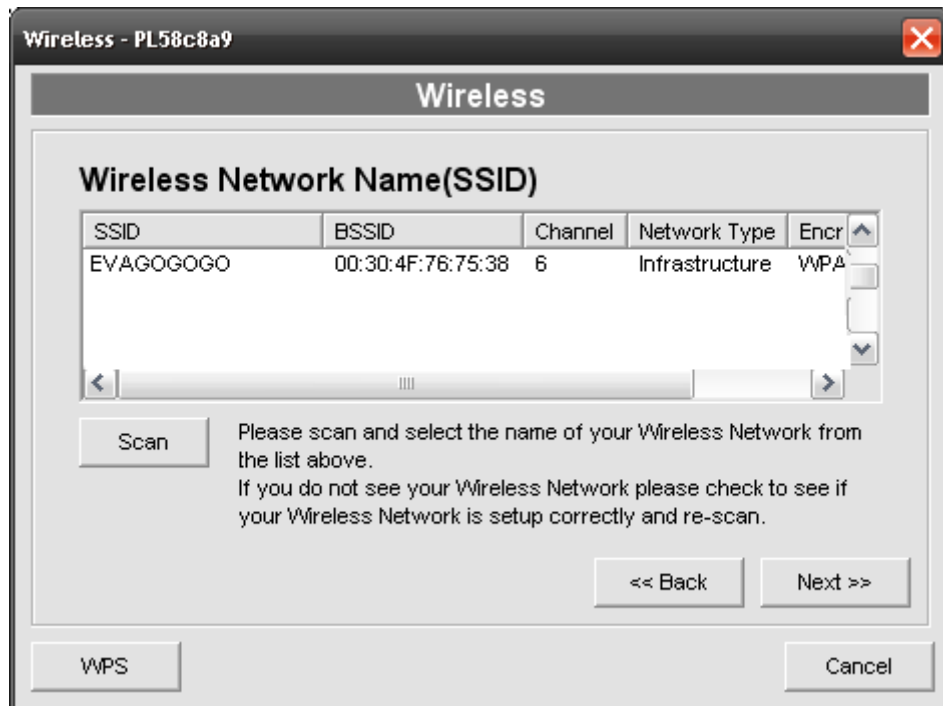 Wireless - PL58c8a9
Wireless
Wireless Network Name(SSID)
SSID BSSID Channel Network Type Encr
EVAGOGOGO 00:30:4F:76:75:38 6 Infrastructure WPA
Scan
Please scan and select the name of your Wireless Network from
the list above.
If you do not see your Wireless Network please check to see if
your Wireless Network is setup correctly and re-scan.
<< Back Next >>
WPS Cancel